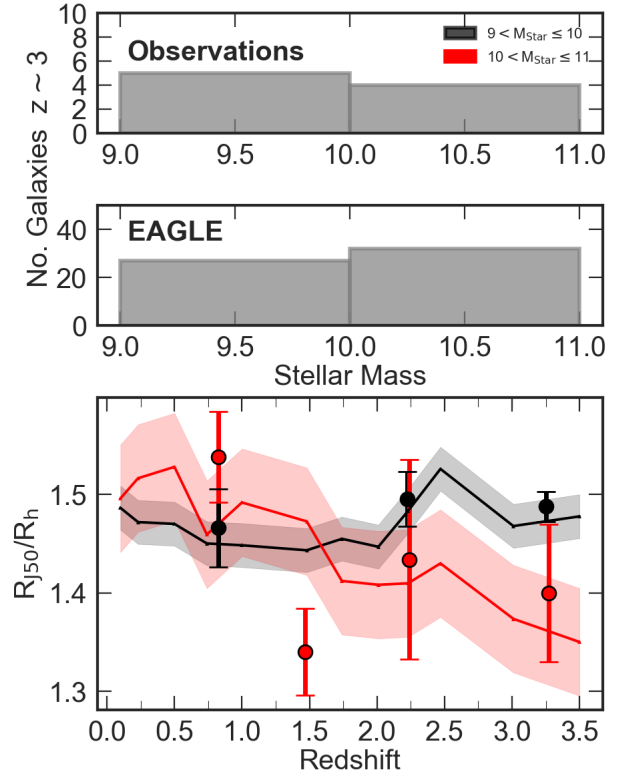 No. Galaxies z ~ 3
10
8
6
4
2
0
Observations
9 < M_Star ≤ 10
10 < M_Star ≤ 11
9.0 9.5 10.0 10.5 11.0
40
20
0
EAGLE
9.0 9.5 10.0 10.5 11.0
Stellar Mass
R_J50/R_h
1.5
1.4
1.3
0.0 0.5 1.0 1.5 2.0 2.5 3.0 3.5
Redshift